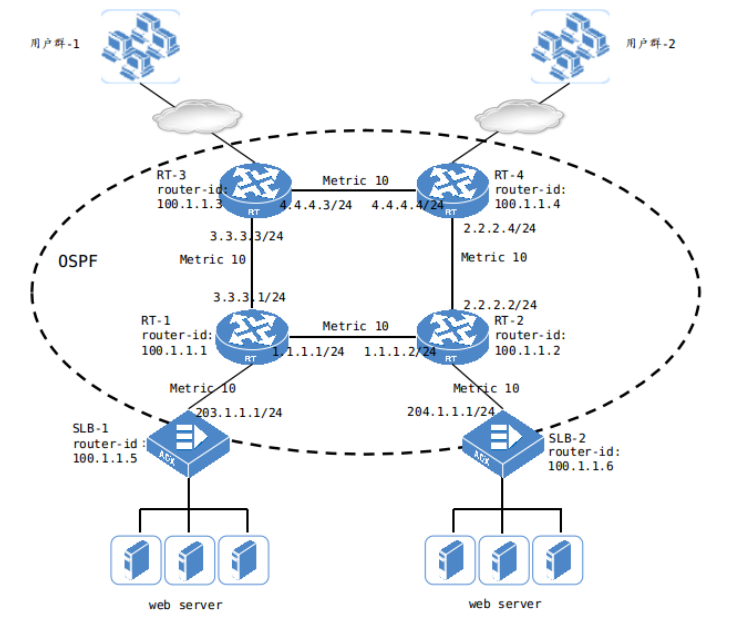 用户群-1
用户群-2
RT-3
router-id:
100.1.1.3
RT
Metric 10
4.4.4.3/24
4.4.4.4/24
RT
RT-4
router-id:
100.1.1.4
3.3.3.3/24
2.2.2.4/24
OSPF
Metric 10
Metric 10
3.3.3.1/24
2.2.2.2/24
RT-1
router-id:
100.1.1.1
RT
Metric 10
1.1.1.1/24
1.1.1.2/24
RT
RT-2
router-id:
100.1.1.2
Metric 10
Metric 10
203.1.1.1/24
204.1.1.1/24
SLB-1
router-id:
100.1.1.5
ADX
ADX
SLB-2
router-id:
100.1.1.6
web server
web server